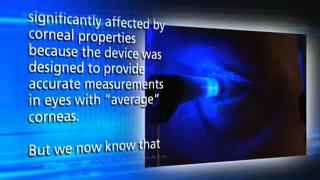 significantly affected by
corneal properties
because the device was
designed to provide
accurate measurements
in eyes with “average”
corneas.
But we now know that